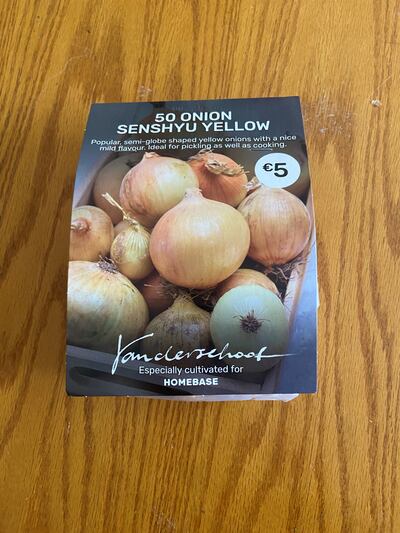 50 ONION
SENSHYU YELLOW
Popular, semi-globe shaped yellow onions with a nice
mild flavour. Ideal for pickling as well as cooking.
€5
Vanderschoot
Especially cultivated for
HOMEBASE